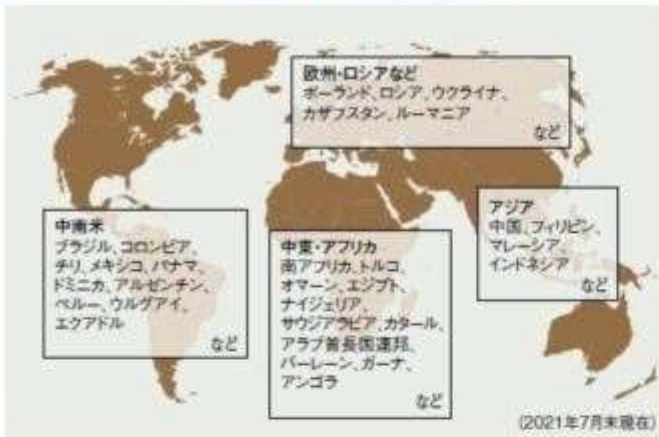 欧州・ロシアなど
ポーランド、ロシア、ウクライナ、
カザフスタン、ルーマニア
など
アジア
中国、フィリピン、
マレーシア、
インドネシア
など
中南米
ブラジル、コロンビア、
チリ、メキシコ、パナマ、
ドミニカ、アルゼンチン、
ペルー、ウルグアイ、
エクアドル
など
中東・アフリカ
南アフリカ、トルコ、
オマーン、エジプト、
ナイジェリア、
サウジアラビア、カタール、
アラブ首長国連邦、
バーレーン、ガーナ、
アンゴラ
など
(2021年7月末現在)